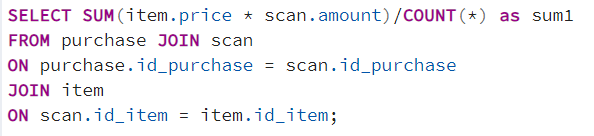 SELECT SUM(item.price * scan.amount)/COUNT(*) as sum1
FROM purchase JOIN scan
ON purchase.id_purchase = scan.id_purchase
JOIN item
ON scan.id_item = item.id_item;